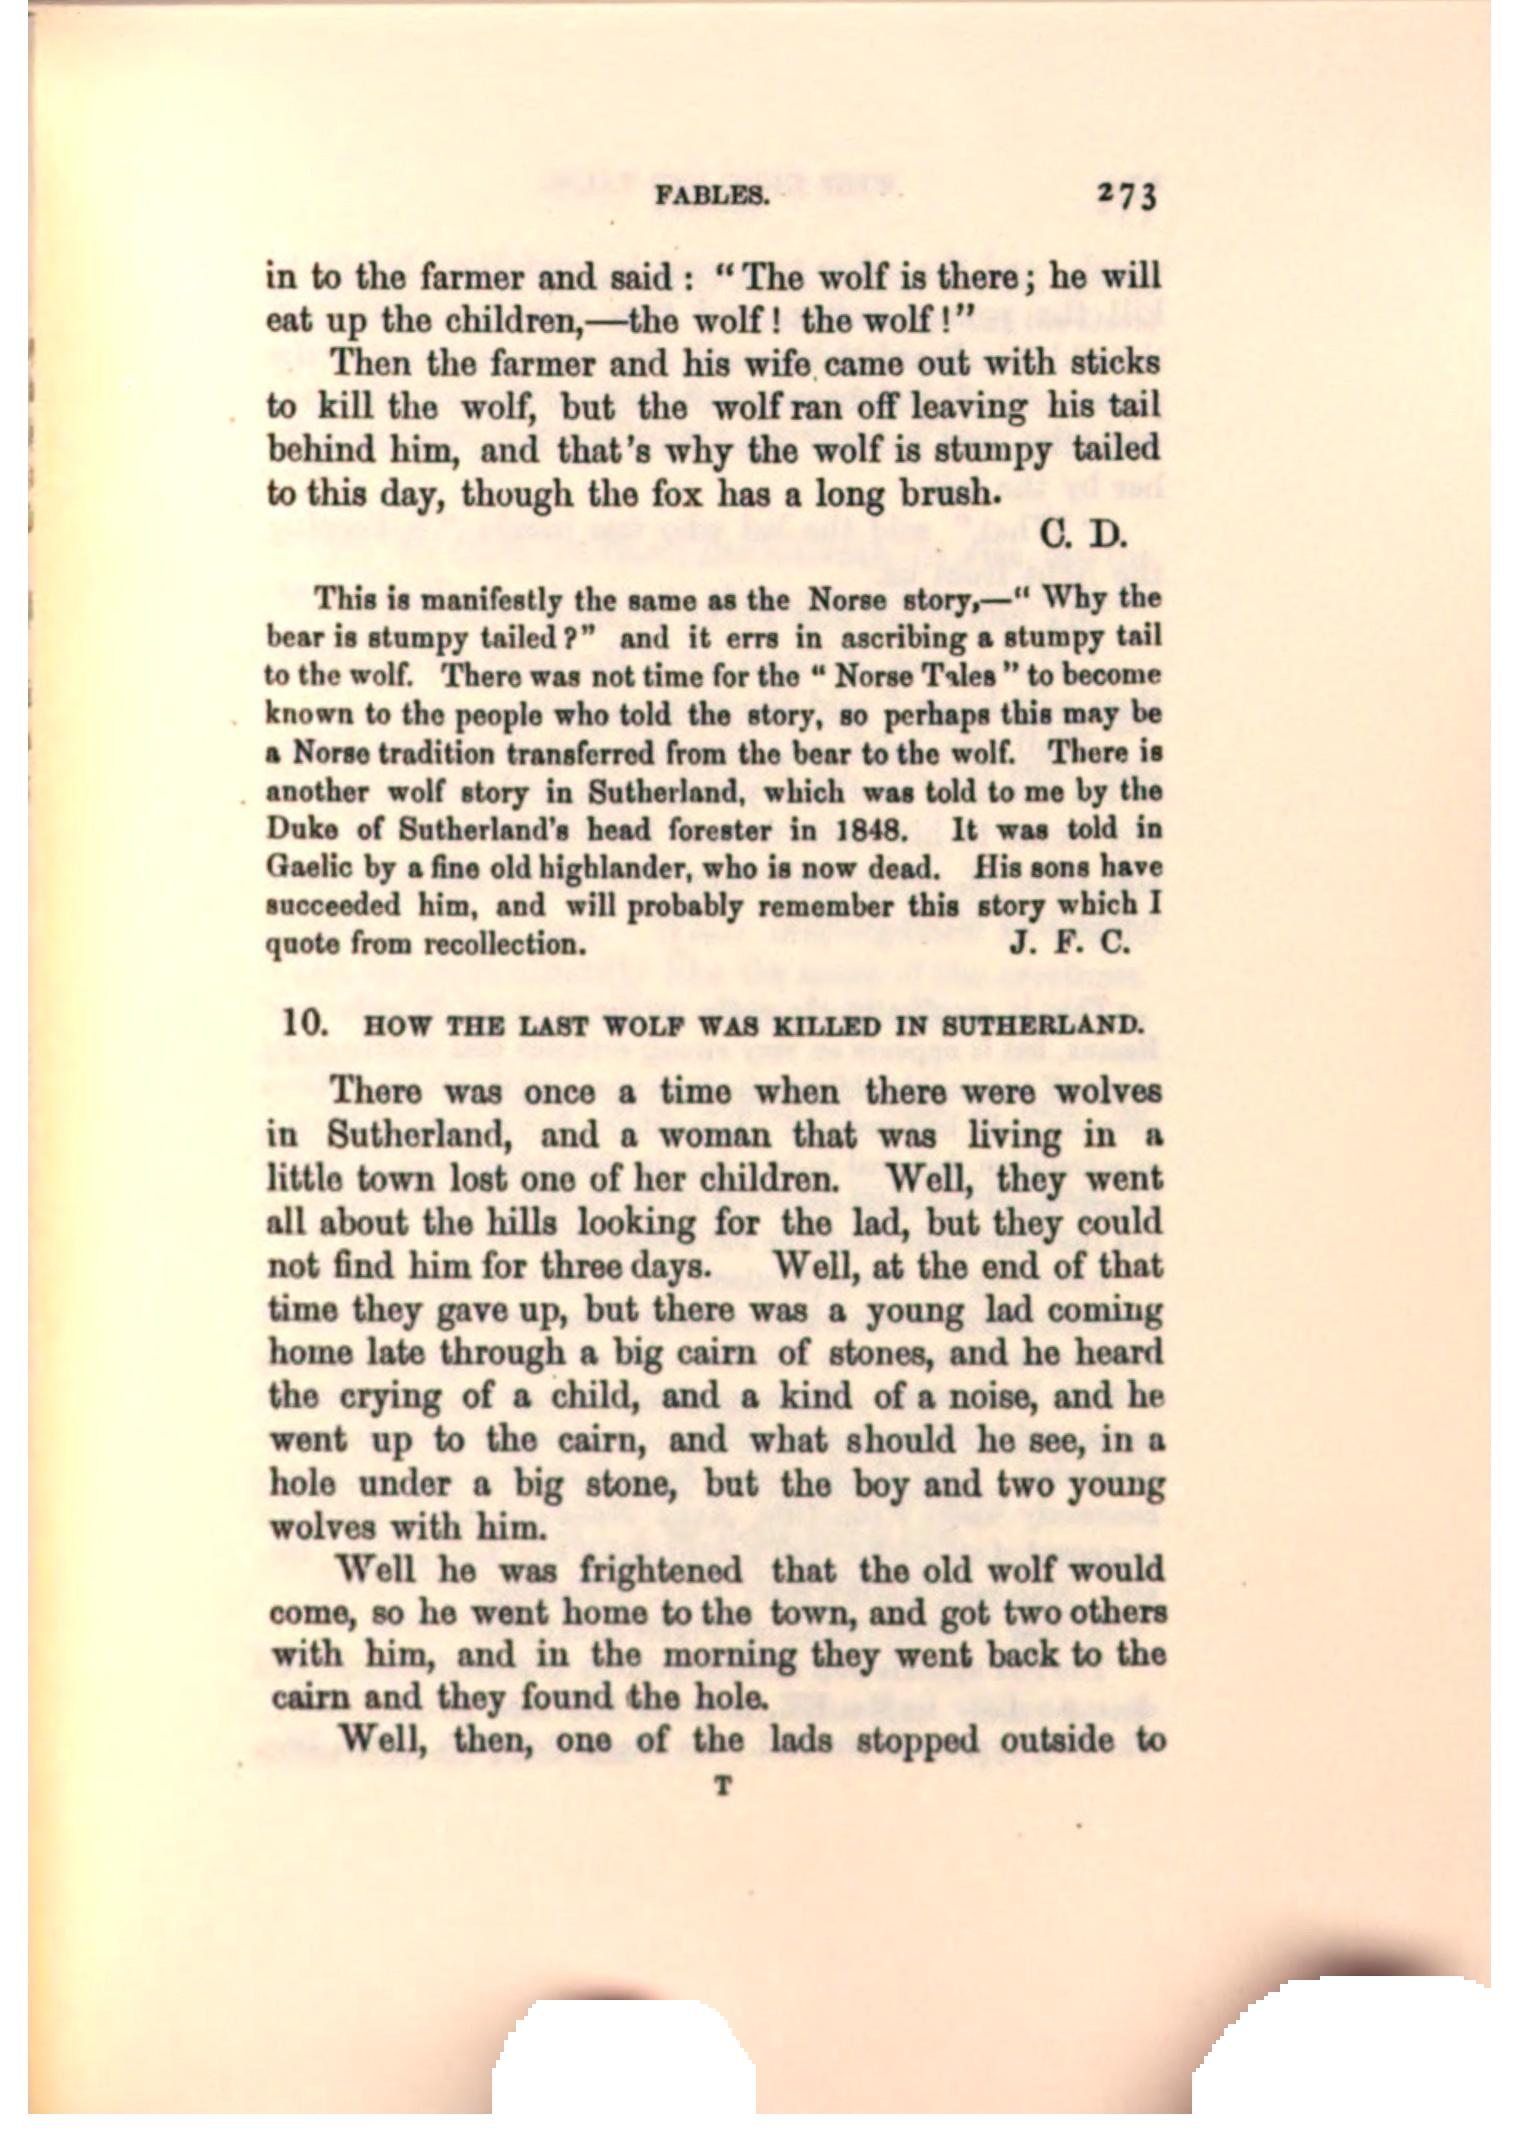 FABLES. 273
in to the farmer and said : “ The wolf is there ; he will
eat up the children,—the wolf ! the wolf !”
Then the farmer and his wife came out with sticks
to kill the wolf, but the wolf ran off leaving his tail
behind him, and that's why the wolf is stumpy tailed
to this day, though the fox has a long brush.
C. D.
This is manifestly the same as the Norse story,—“ Why the
bear is stumpy tailed ?” and it errs in ascribing a stumpy tail
to the wolf. There was not time for the “ Norse Tales ” to become
known to the people who told the story, so perhaps this may be
a Norse tradition transferred from the bear to the wolf. There is
another wolf story in Sutherland, which was told to me by the
Duke of Sutherland's head forester in 1848. It was told in
Gaelic by a fine old highlander, who is now dead. His sons have
succeeded him, and will probably remember this story which I
quote from recollection. J. F. C.
10. HOW THE LAST WOLF WAS KILLED IN SUTHERLAND.
There was once a time when there were wolves
in Sutherland, and a woman that was living in a
little town lost one of her children. Well, they went
all about the hills looking for the lad, but they could
not find him for three days. Well, at the end of that
time they gave up, but there was a young lad coming
home late through a big cairn of stones, and he heard
the crying of a child, and a kind of a noise, and he
went up to the cairn, and what should he see, in a
hole under a big stone, but the boy and two young
wolves with him.
Well he was frightened that the old wolf would
come, so he went home to the town, and got two others
with him, and in the morning they went back to the
cairn and they found the hole.
Well, then, one of the lads stopped outside to
T